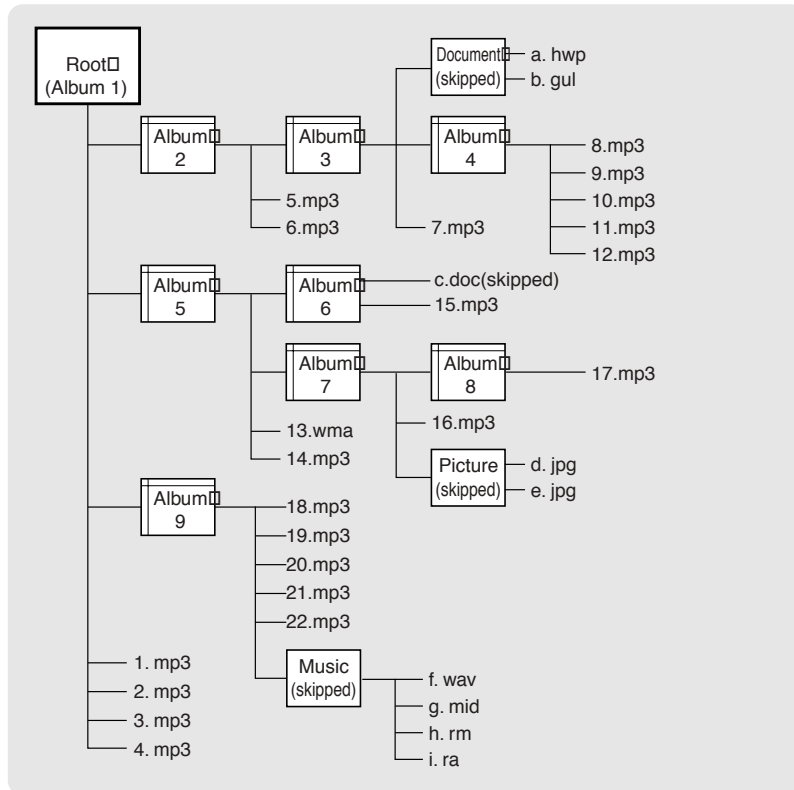 Root
(Album 1)
Document
(skipped)
a. hwp
b. gul
Album
2
Album
3
Album
4
8.mp3
9.mp3
10.mp3
11.mp3
12.mp3
5.mp3
6.mp3
7.mp3
Album
5
Album
6
c.doc(skipped)
15.mp3
Album
7
Album
8
17.mp3
13.wma
14.mp3
16.mp3
Picture
(skipped)
d. jpg
e. jpg
Album
9
18.mp3
19.mp3
20.mp3
21.mp3
22.mp3
Music
(skipped)
f. wav
g. mid
h. rm
i. ra
1. mp3
2. mp3
3. mp3
4. mp3